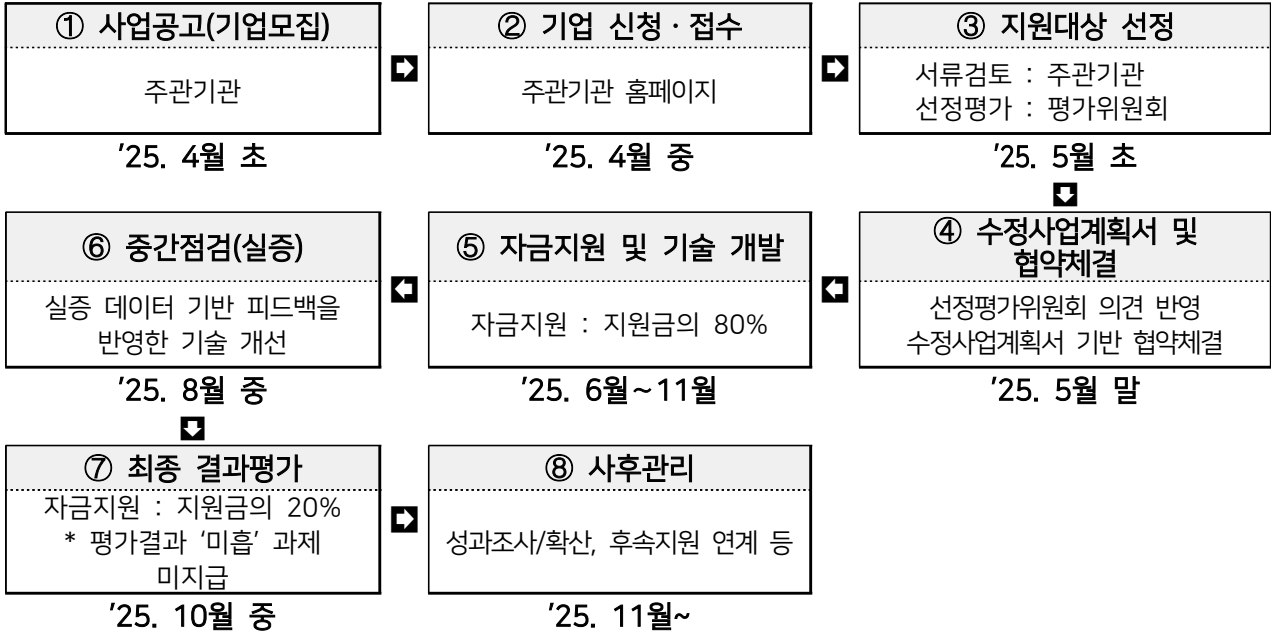 ① 사업공고(기업모집)
주관기관
'25. 4월 초
② 기업 신청·접수
주관기관 홈페이지
'25. 4월 중
③ 지원대상 선정
서류검토 : 주관기관
선정평가 : 평가위원회
'25. 5월 초
④ 수정사업계획서 및
협약체결
선정평가위원회 의견 반영
수정사업계획서 기반 협약체결
'25. 5월 말
⑤ 자금지원 및 기술 개발
자금지원 : 지원금의 80%
'25. 6월~11월
⑥ 중간점검(실증)
실증 데이터 기반 피드백을
반영한 기술 개선
'25. 8월 중
⑦ 최종 결과평가
자금지원 : 지원금의 20%
* 평가결과 ‘미흡’ 과제
미지급
'25. 10월 중
⑧ 사후관리
성과조사/확산, 후속지원 연계 등
'25. 11월~